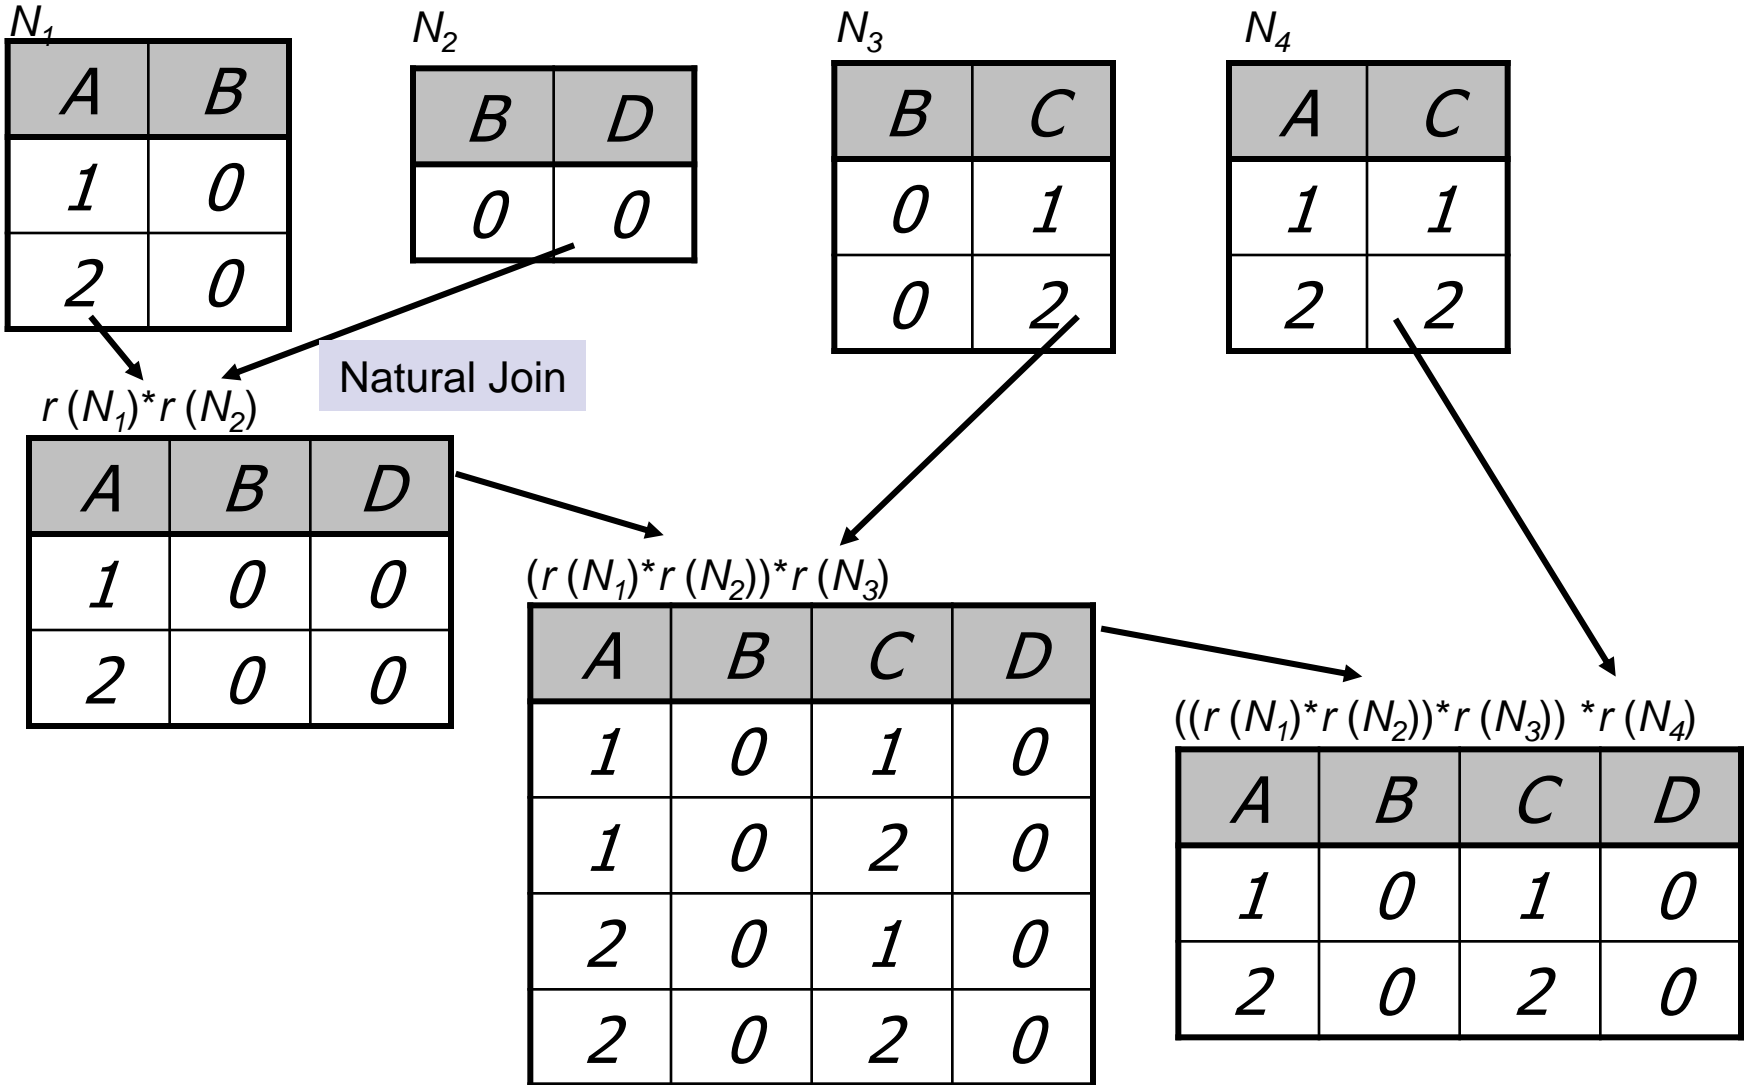 N₁
A B
1 0
2 0
N₂
B D
0 0
N₃
B C
0 1
0 2
N₄
A C
1 1
2 2
Natural Join
r (N₁)*r (N₂)
A B D
1 0 0
2 0 0
(r (N₁)*r (N₂))*r (N₃)
A B C D
1 0 1 0
1 0 2 0
2 0 1 0
2 0 2 0
((r (N₁)*r (N₂))*r (N₃)) *r (N₄)
A B C D
1 0 1 0
2 0 2 0